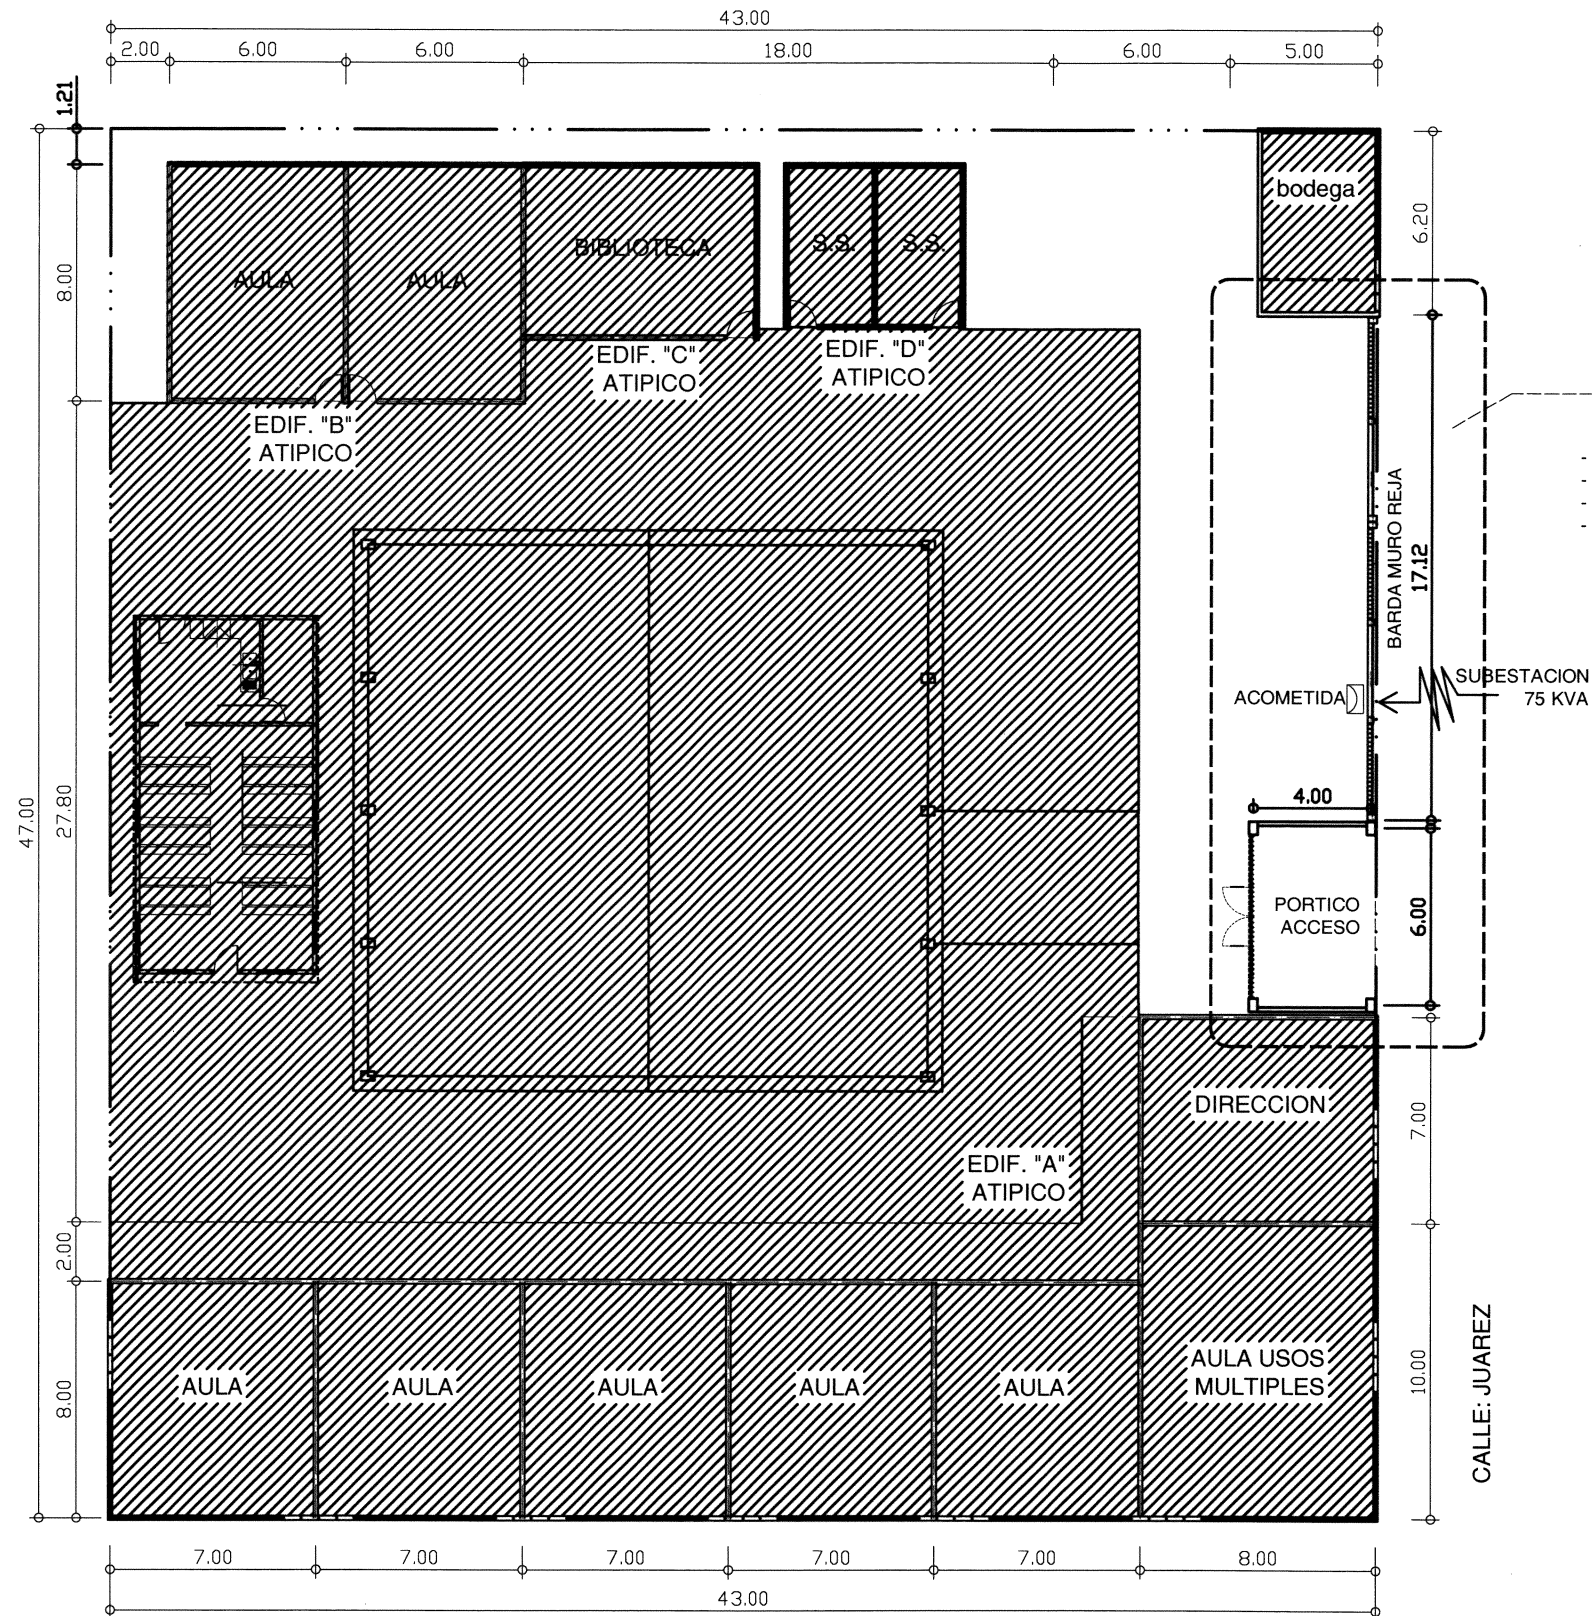 43.00
2.00 6.00 6.00 18.00 6.00 5.00
1.21
bodega
6.20
BIBLIOTECA
S.S. S.S.
AULA AULA
8.00
EDIF. "C"
ATIPICO
EDIF. "D"
ATIPICO
EDIF. "B"
ATIPICO
BARDA MURO REJA
17.12
ACOMETIDA
SUBESTACION
75 KVA
4.00
47.00
27.80
PORTICO
ACCESO
6.00
DIRECCION
7.00
EDIF. "A"
ATIPICO
2.00
AULA AULA AULA AULA AULA
AULA USOS
MULTIPLES
8.00
10.00
CALLE: JUAREZ
7.00 7.00 7.00 7.00 7.00 8.00
43.00